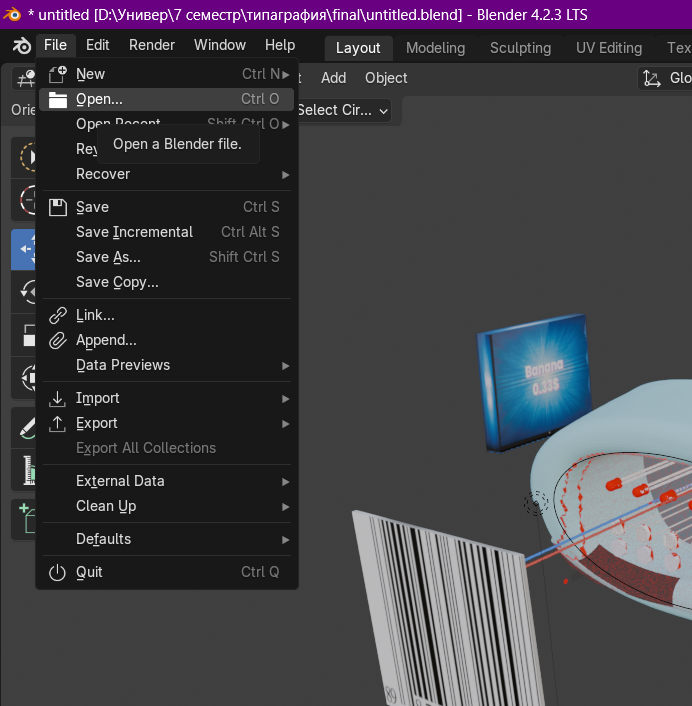 * untitled [D:\Универ\7 семестр\типаграфия\final\untitled.blend] - Blender 4.2.3 LTS
File Edit Render Window Help Layout Modeling Sculpting UV Editing Tex
Add Object Glo
Select Cir...
New Ctrl N
Open... Ctrl O
Open Recent Shift Ctrl O
Open a Blender file.
Recover
Save Ctrl S
Save Incremental Ctrl Alt S
Save As... Shift Ctrl S
Save Copy...
Link...
Append...
Data Previews
Import
Export
Export All Collections
External Data
Clean Up
Defaults
Quit Ctrl Q
Banana
0.33$